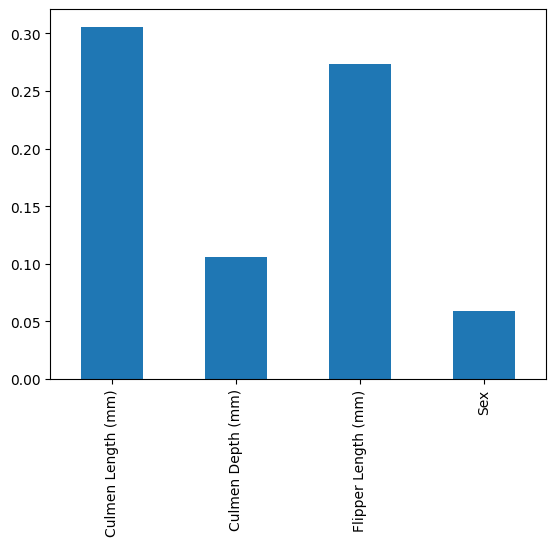 0.30
0.25
0.20
0.15
0.10
0.05
0.00
Culmen Length (mm)
Culmen Depth (mm)
Flipper Length (mm)
Sex